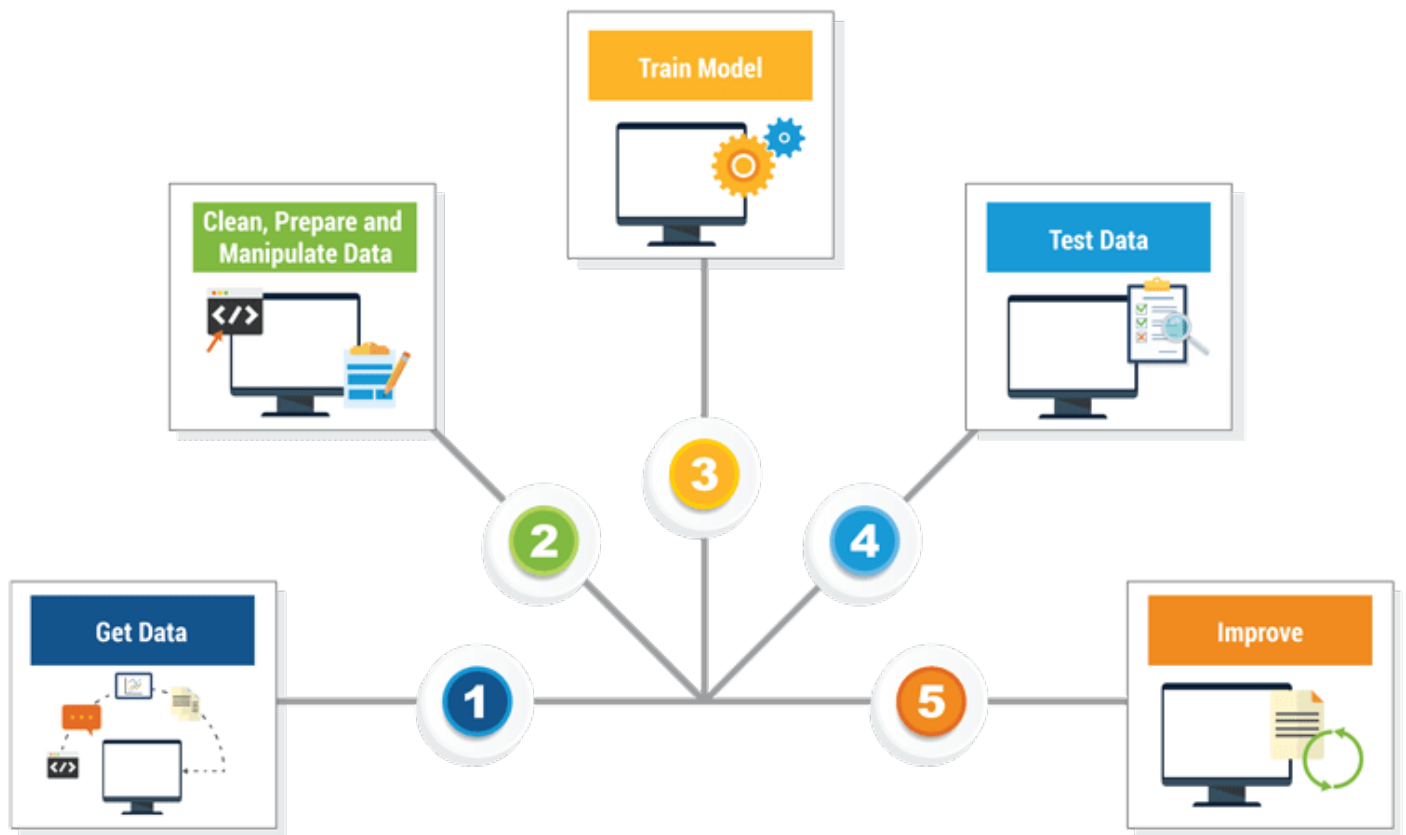 Train Model
Clean, Prepare and
Manipulate Data
</>
Test Data
3
2
4
Get Data
</>
1
5
Improve